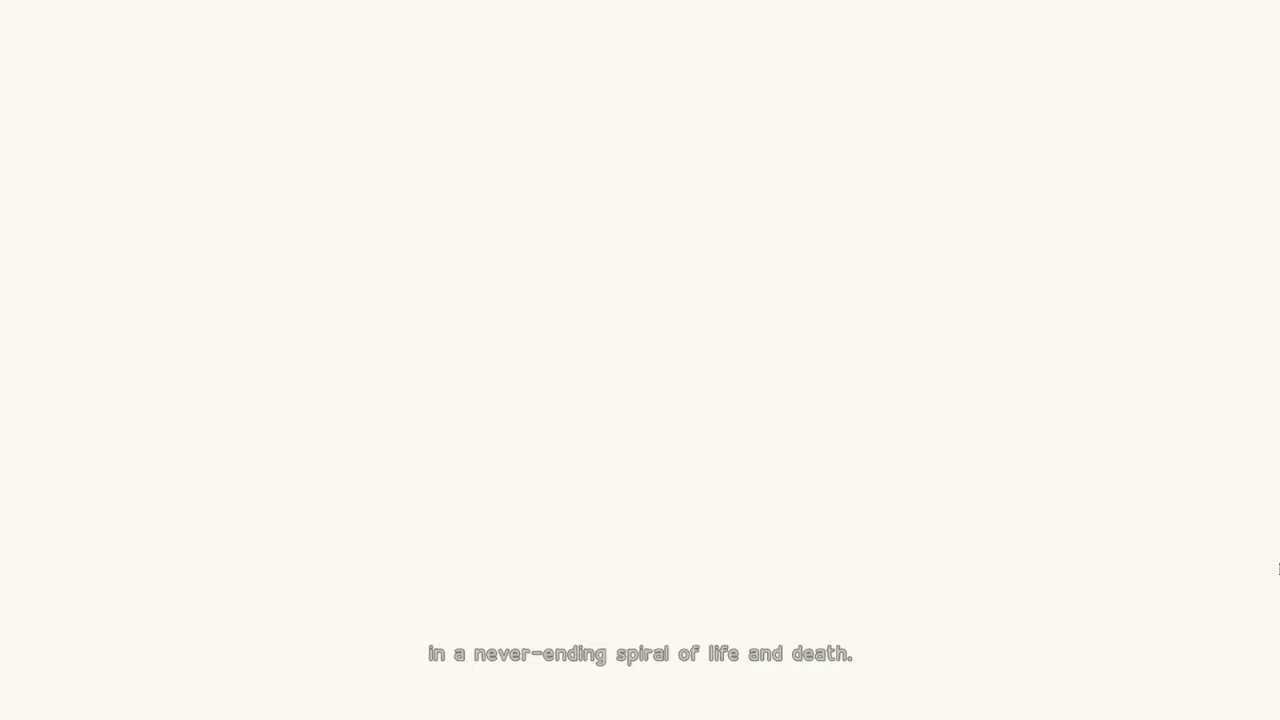 in a never-ending spiral of life and death.